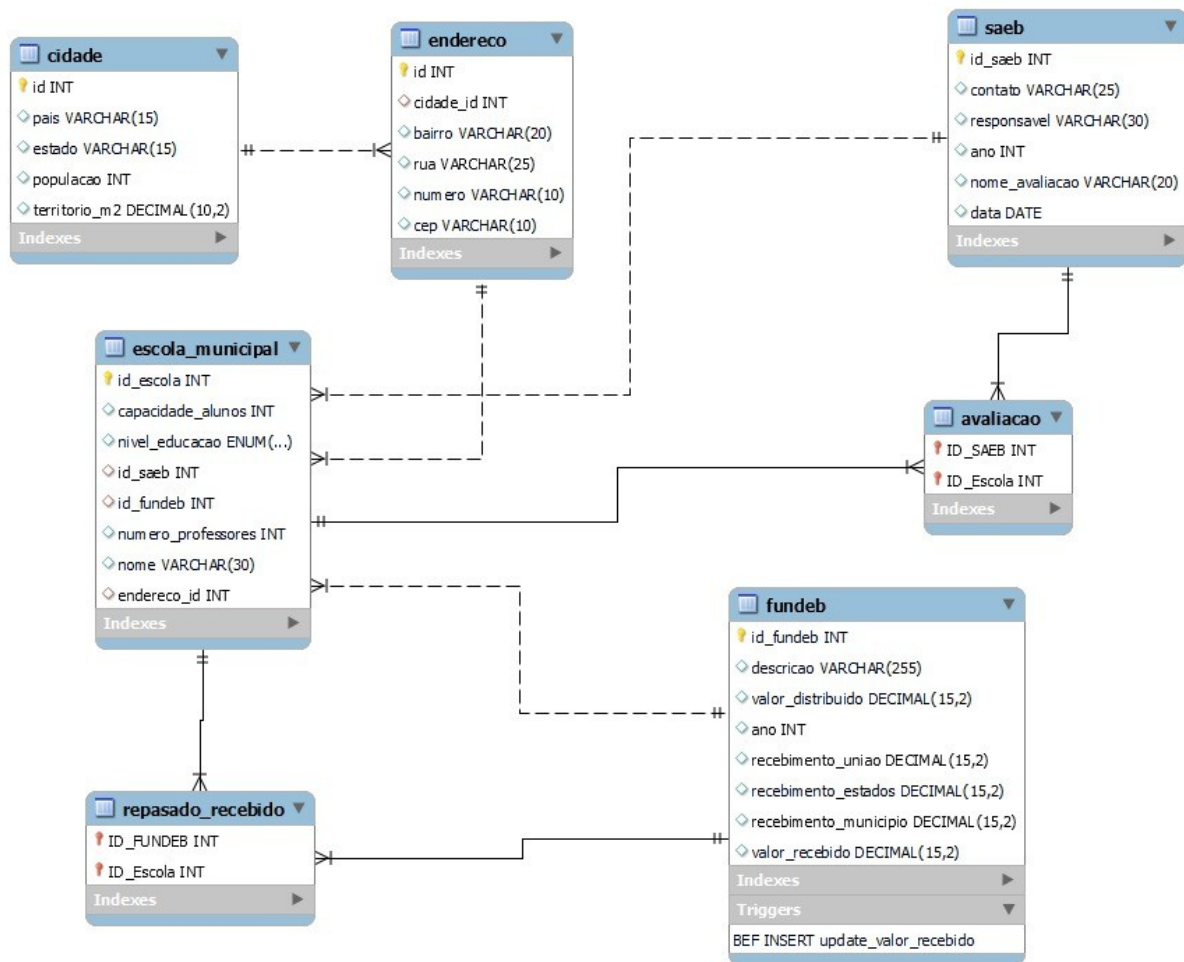 cidade
id INT
pais VARCHAR(15)
estado VARCHAR(15)
populacao INT
territorio_m2 DECIMAL(10,2)
Indexes
endereco
id INT
cidade_id INT
bairro VARCHAR(20)
rua VARCHAR(25)
numero VARCHAR(10)
cep VARCHAR(10)
Indexes
saeb
id_saeb INT
contato VARCHAR(25)
responsavel VARCHAR(30)
ano INT
nome_avaliacao VARCHAR(20)
data DATE
Indexes
escola_municipal
id_escola INT
capacidade_alunos INT
nivel_educacao ENUM(...)
id_saeb INT
id_fundeb INT
numero_professores INT
nome VARCHAR(30)
endereco_id INT
Indexes
avaliacao
ID_SAEB INT
ID_Escola INT
Indexes
fundeb
id_fundeb INT
descricao VARCHAR(255)
valor_distribuido DECIMAL(15,2)
ano INT
recebimento_uniao DECIMAL(15,2)
recebimento_estados DECIMAL(15,2)
recebimento_municipio DECIMAL(15,2)
valor_recebido DECIMAL(15,2)
Indexes
Triggers
BEF INSERT update_valor_recebido
repasado_recebido
ID_FUNDEB INT
ID_Escola INT
Indexes